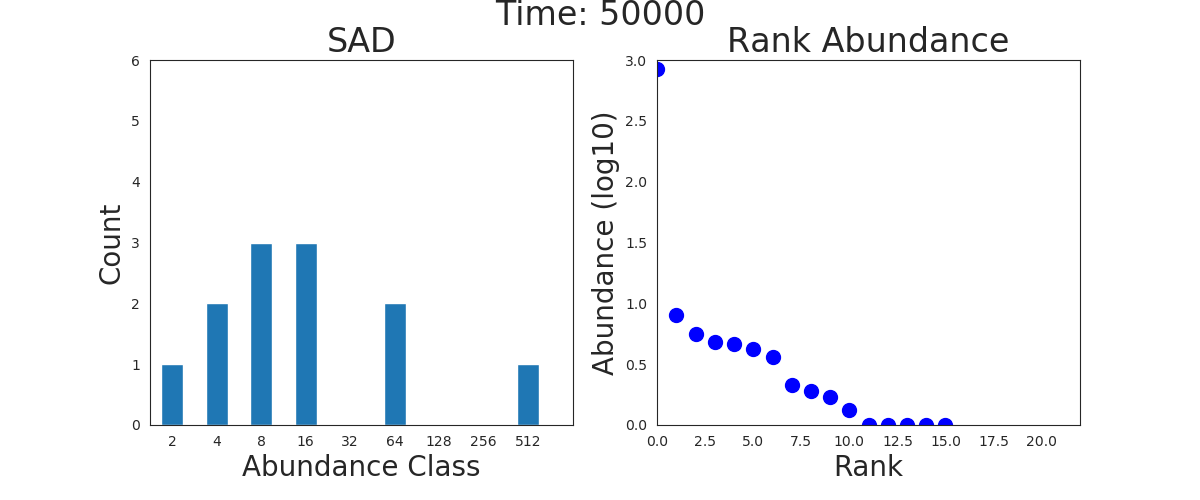 Time: 50000
SAD
Count
6
5
4
3
2
1
0
2 4 8 16 32 64 128 256 512
Abundance Class
Rank Abundance
Abundance (log10)
3.0
2.5
2.0
1.5
1.0
0.5
0.0
0.0 2.5 5.0 7.5 10.0 12.5 15.0 17.5 20.0
Rank